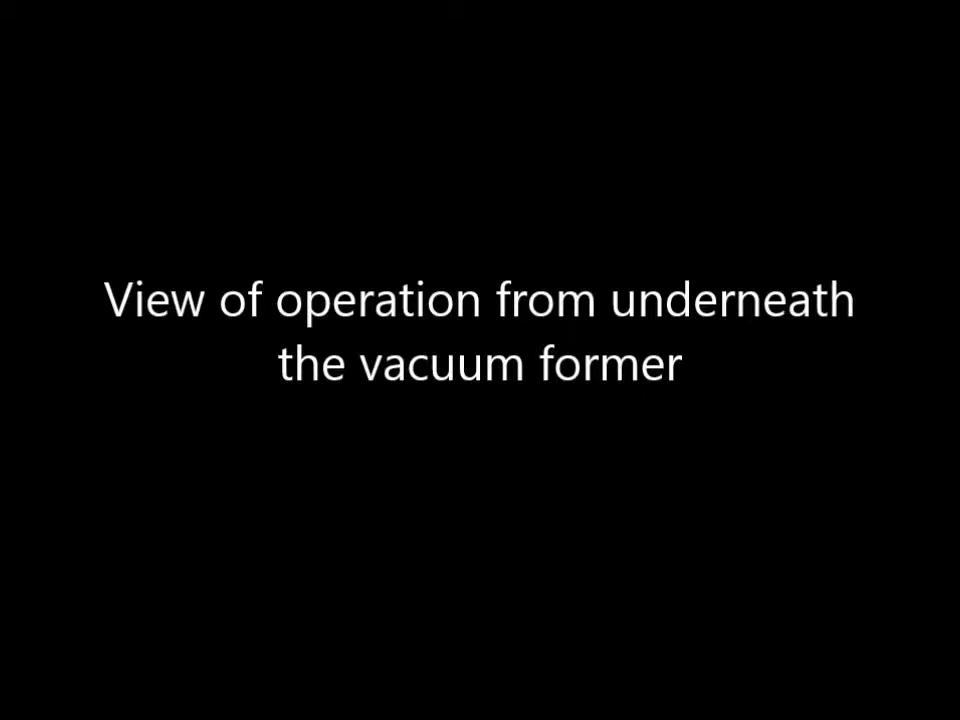 View of operation from underneath
the vacuum former